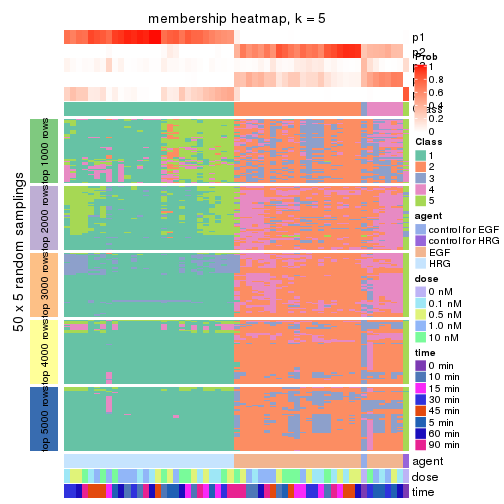 membership heatmap, k = 5
p1
p2
Prob
1
0.8
0.6
0.4
0.2
0
Class
1
2
3
4
5
agent
control for EGF
control for HRG
EGF
HRG
dose
0 nM
0.1 nM
0.5 nM
1.0 nM
10 nM
time
0 min
10 min
15 min
30 min
45 min
5 min
60 min
90 min
50 x 5 random samplings
top 1000 rows
top 2000 rows
top 3000 rows
top 4000 rows
top 5000 rows
agent
dose
time